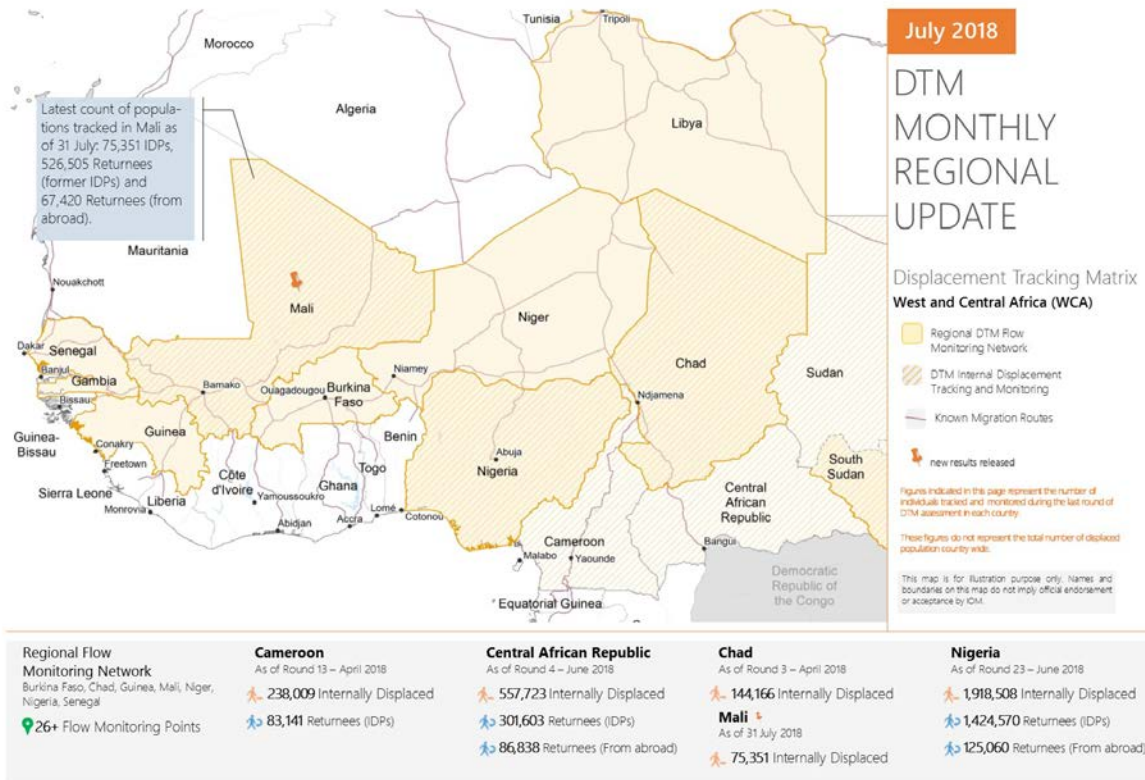 Tunisia
Tripoli
Morocco
Algeria
Libya
Latest count of popula-
tions tracked in Mali as
of 31 July: 75,351 IDPs,
526,505 Returnees
(former IDPs) and
67,420 Returnees (from
abroad).
Mauritania
Nouakchott
Mali
Niger
Chad
Sudan
Dakar
Senegal
Banjul
Gambia
Bissau
Guinea-
Bissau
Bamako
Ouagadougou
Burkina
Faso
Niamey
Ndjamena
Guinea
Conakry
Freetown
Sierra Leone
Monrovia
Liberia
Côte
d'Ivoire
Yamoussoukro
Abidjan
Ghana
Accra
Togo
Lomé
Benin
Cotonou
Abuja
Nigeria
South
Sudan
Central
African
Republic
Bangui
Cameroon
Malabo
Yaounde
Equatorial Guinea
Democratic
Republic of
the Congo
July 2018
DTM
MONTHLY
REGIONAL
UPDATE
Displacement Tracking Matrix
West and Central Africa (WCA)
Regional DTM Flow
Monitoring Network
DTM Internal Displacement
Tracking and Monitoring
Known Migration Routes
new results released
Figures indicated in this page represent the number of
individuals tracked and monitored during the last round of
DTM assessment in each country.
These figures do not represent the total number of displaced
population country wide.
This map is for illustration purpose only. Names and
boundaries on this map do not imply official endorsement
or acceptance by IOM.
Regional Flow
Monitoring Network
Burkina Faso, Chad, Guinea, Mali, Niger,
Nigeria, Senegal
26+ Flow Monitoring Points
Cameroon
As of Round 13 – April 2018
238,009 Internally Displaced
83,141 Returnees (IDPs)
Central African Republic
As of Round 4 – June 2018
557,723 Internally Displaced
301,603 Returnees (IDPs)
86,838 Returnees (From abroad)
Chad
As of Round 3 – April 2018
144,166 Internally Displaced
Mali
As of 31 July 2018
75,351 Internally Displaced
Nigeria
As of Round 23 – June 2018
1,918,508 Internally Displaced
1,424,570 Returnees (IDPs)
125,060 Returnees (From abroad)